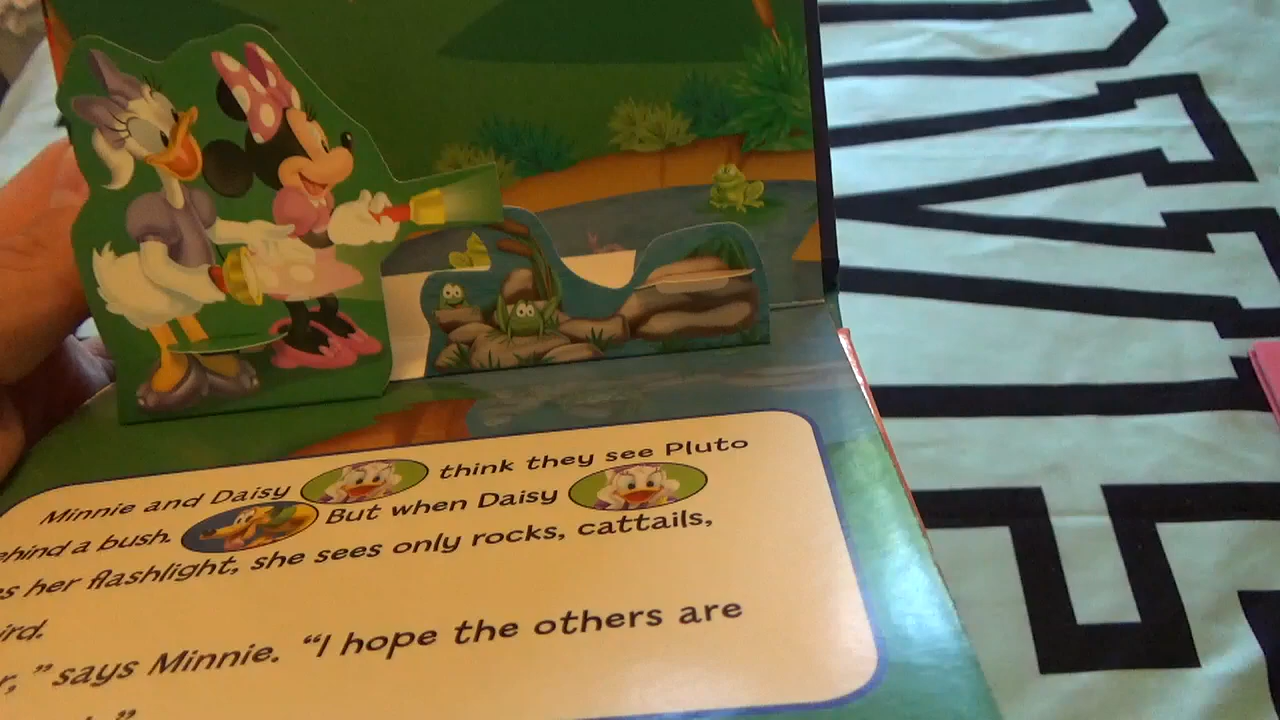 Minnie and Daisy think they see Pluto
behind a bush. But when Daisy
her flashlight, she sees only rocks, cattails,
says Minnie. “I hope the others are